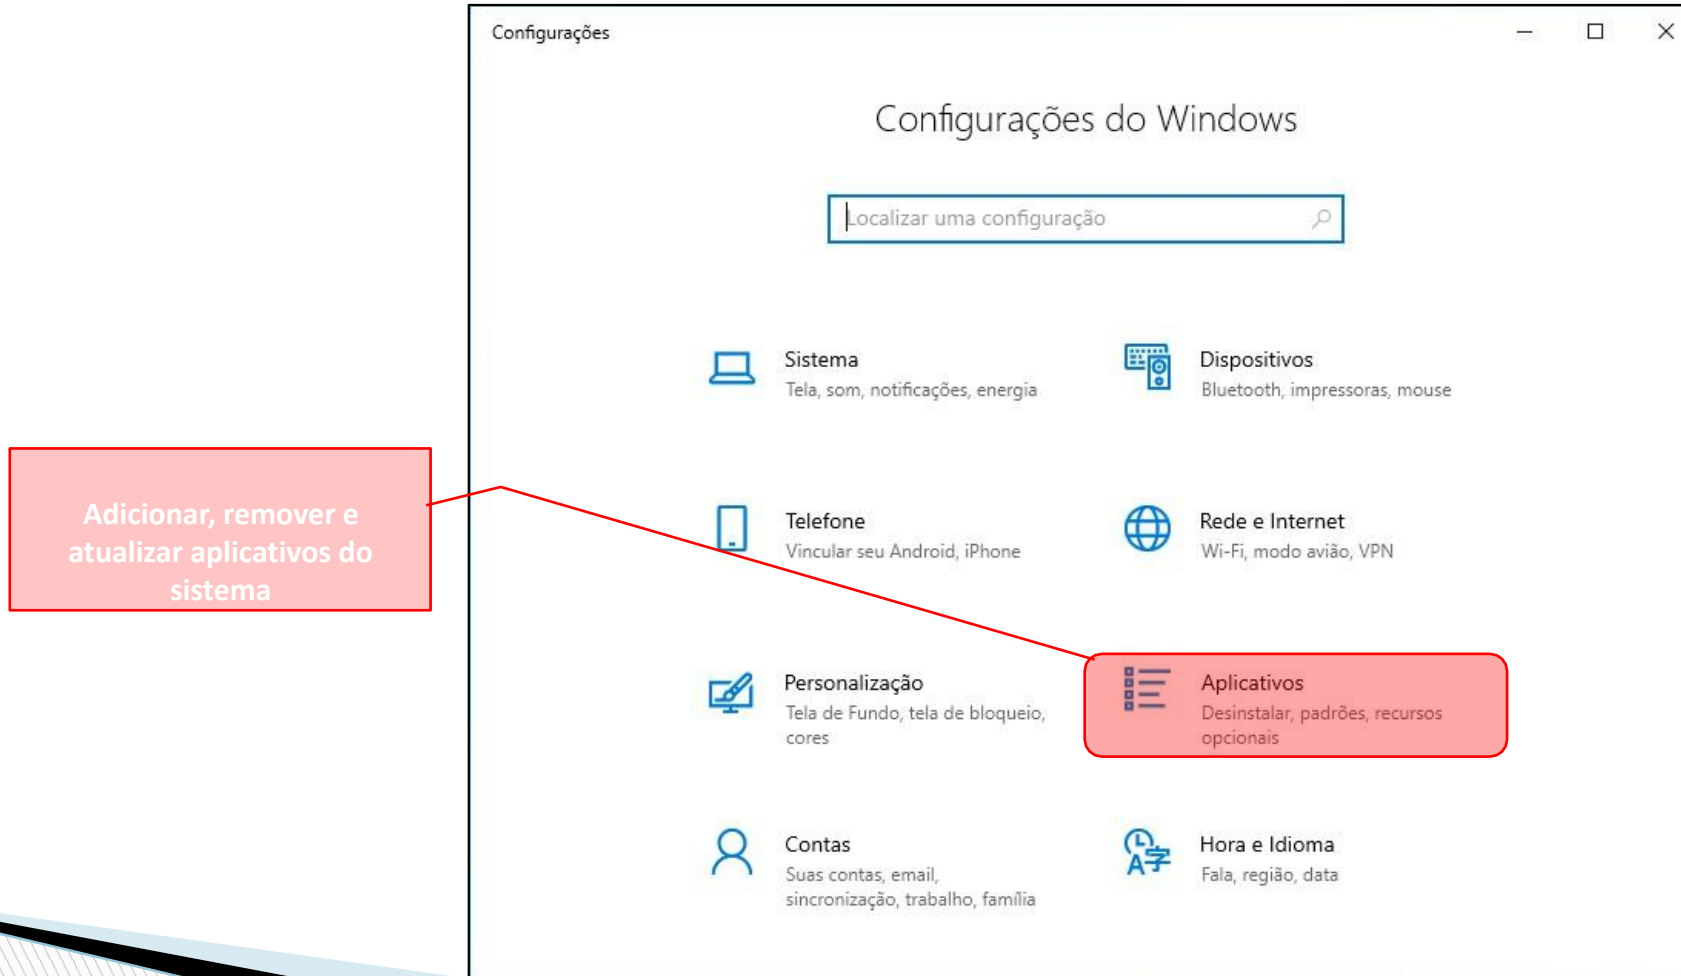 Configurações
Configurações do Windows
Localizar uma configuração
Sistema
Tela, som, notificações, energia
Dispositivos
Bluetooth, impressoras, mouse
Adicionar, remover e
atualizar aplicativos do
sistema
Telefone
Vincular seu Android, iPhone
Rede e Internet
Wi-Fi, modo avião, VPN
Personalização
Tela de Fundo, tela de bloqueio,
cores
Aplicativos
Desinstalar, padrões, recursos
opcionais
Contas
Suas contas, email,
sincronização, trabalho, família
Hora e Idioma
Fala, região, data